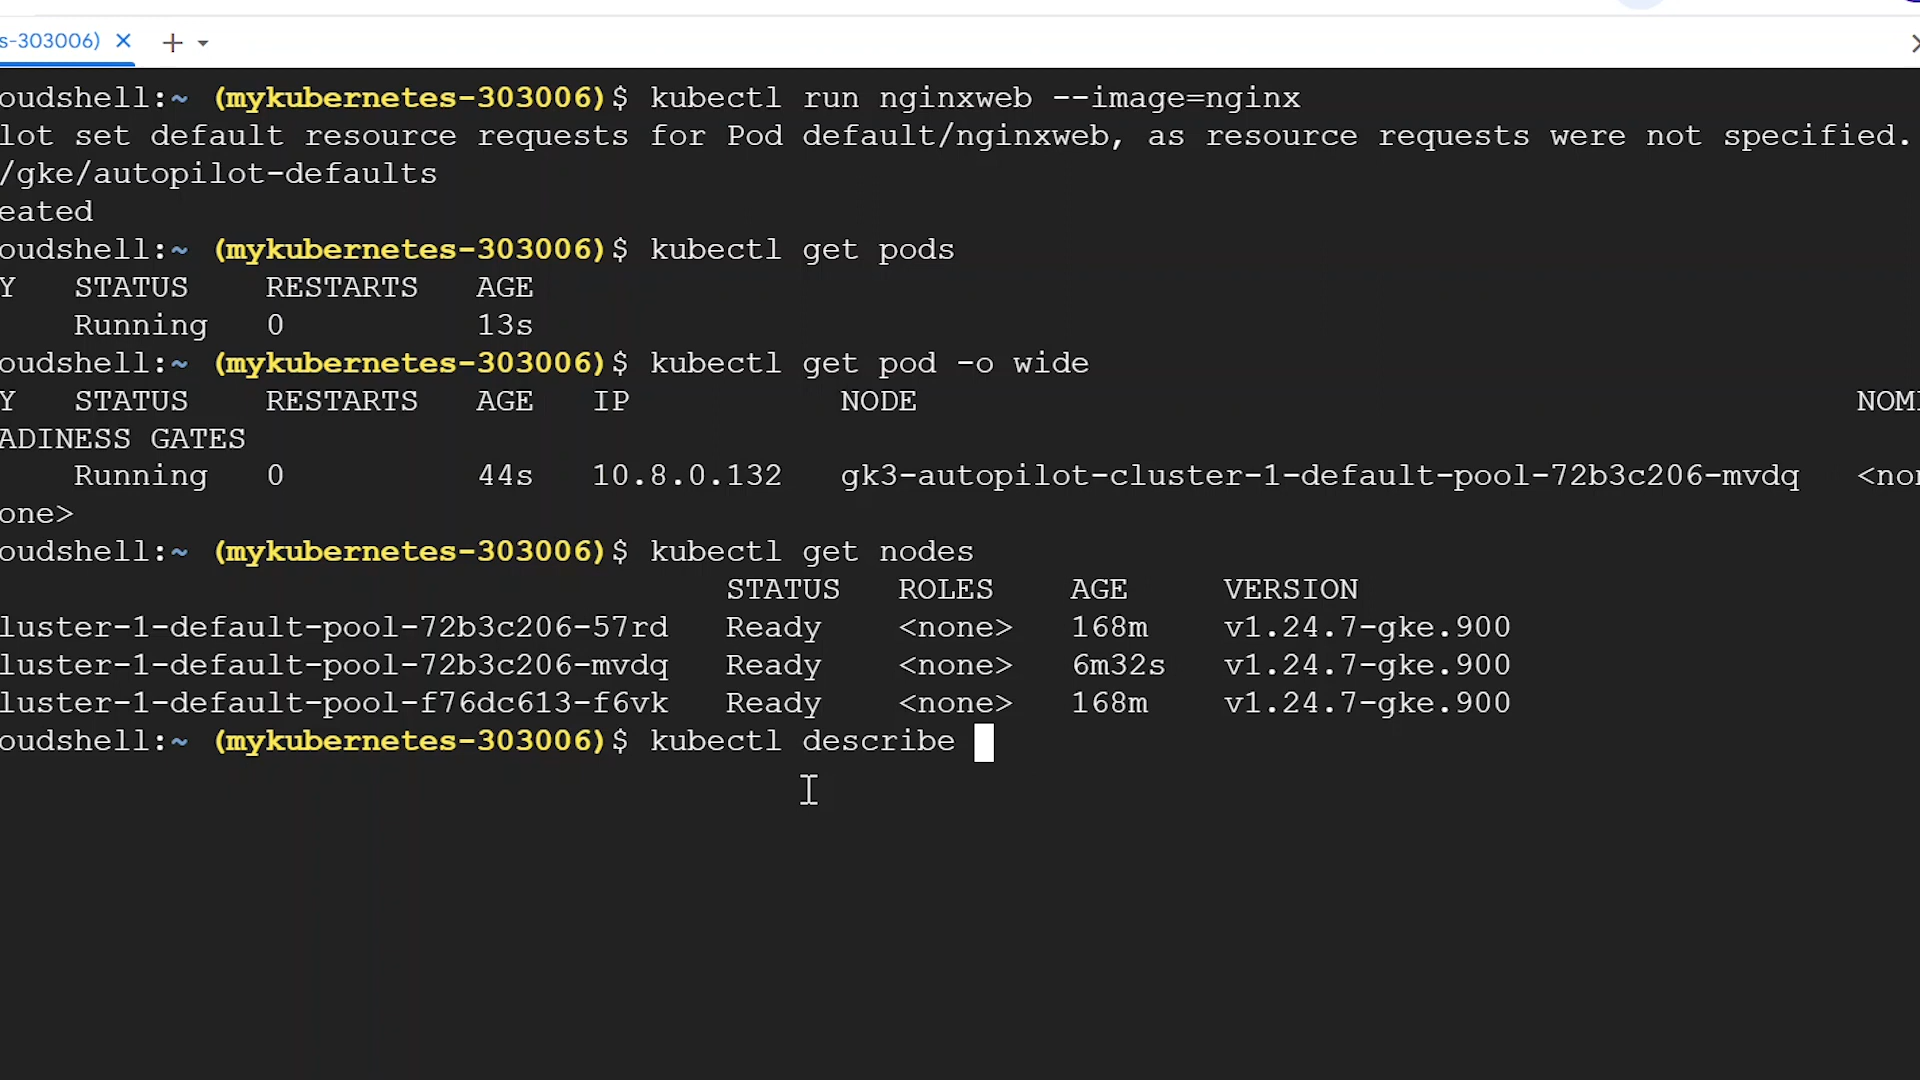 s-303006)
oudshell:~ (mykubernetes-303006)$ kubectl run nginxweb --image=nginx
lot set default resource requests for Pod default/nginxweb, as resource requests were not specified.
/gke/autopilot-defaults
eated
oudshell:~ (mykubernetes-303006)$ kubectl get pods
Y STATUS RESTARTS AGE
Running 0 13s
oudshell:~ (mykubernetes-303006)$ kubectl get pod -o wide
Y STATUS RESTARTS AGE IP NODE NOMI
ADINESS GATES
Running 0 44s 10.8.0.132 gk3-autopilot-cluster-1-default-pool-72b3c206-mvdq <non
one>
oudshell:~ (mykubernetes-303006)$ kubectl get nodes
STATUS ROLES AGE VERSION
luster-1-default-pool-72b3c206-57rd Ready <none> 168m v1.24.7-gke.900
luster-1-default-pool-72b3c206-mvdq Ready <none> 6m32s v1.24.7-gke.900
luster-1-default-pool-f76dc613-f6vk Ready <none> 168m v1.24.7-gke.900
oudshell:~ (mykubernetes-303006)$ kubectl describe